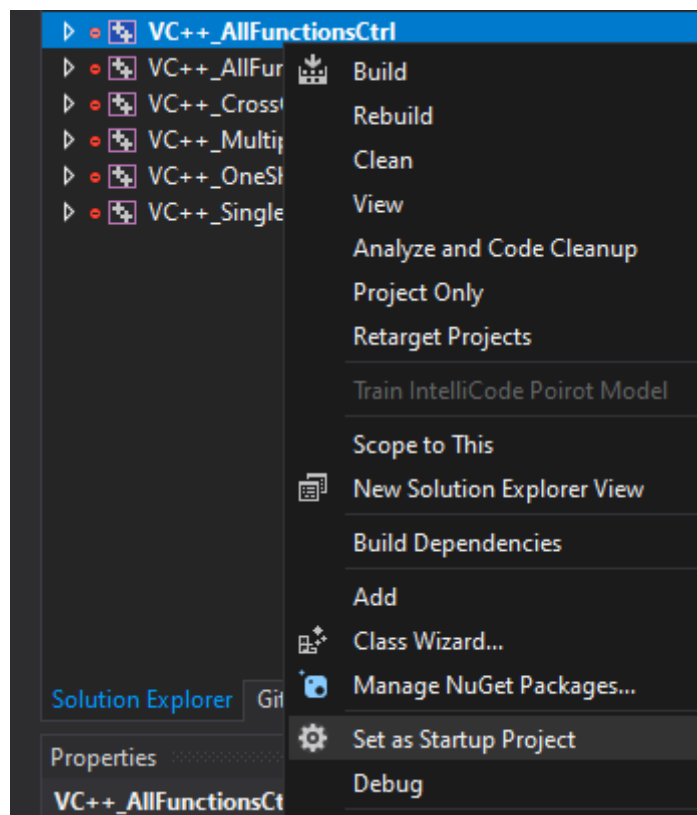 VC++_AllFunctionsCtrl
VC++_AllFur
VC++_Cross
VC++_Multip
VC++_OneSh
VC++_Single
Build
Rebuild
Clean
View
Analyze and Code Cleanup
Project Only
Retarget Projects
Train IntelliCode Poirot Model
Scope to This
New Solution Explorer View
Build Dependencies
Add
Class Wizard...
Manage NuGet Packages...
Set as Startup Project
Debug
Solution Explorer Git
Properties
VC++_AllFunctionsCt